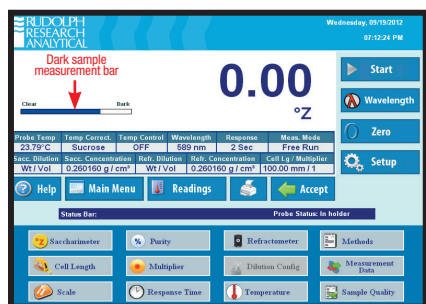 RUDOLPH
RESEARCH
ANALYTICAL
Wednesday, 09/19/2012
07:12:24 PM
Dark sample
measurement bar
Clear Dark
0.00
°Z
Start
Wavelength
Zero
Setup
Probe Temp Temp Correct. Temp Control Wavelength Response Meas. Mode
23.79°C Sucrose OFF 589 nm 2 Sec Free Run
Sacc. Dilution Sacc. Concentration Refr. Dilution Refr. Concentration Cell Lg / Multiplier
Wt / Vol 0.260160 g / cm³ Wt / Vol 0.260160 g / cm³ 100.00 mm / 1
Help Main Menu Readings Accept
Status Bar: Probe Status: In holder
Saccharimeter Purity Refractometer Methods
Cell Length Multiplier Dilution Config Measurement Data
Scale Response Time Temperature Sample Quality